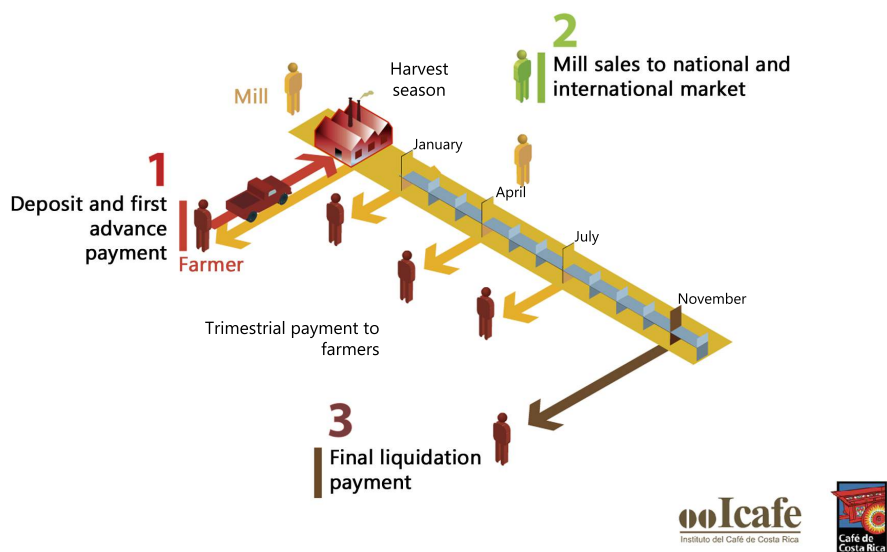 2
Mill sales to national and
international market
Harvest
season
Mill
January
1
Deposit and first
advance
payment
Farmer
April
July
November
Trimestrial payment to
farmers
3
Final liquidation
payment
Icafe
Instituto del Café de Costa Rica
Café de
Costa Rica